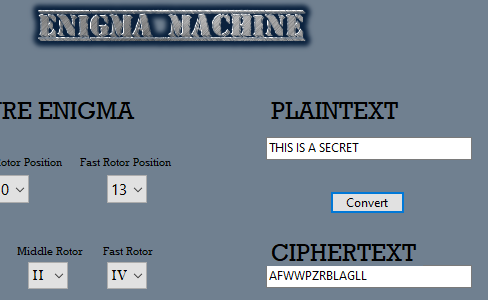 ENIGMA MACHINE
RE ENIGMA
PLAINTEXT
THIS IS A SECRET
otor Position Fast Rotor Position
0 13
Convert
Middle Rotor Fast Rotor
II IV
CIPHERTEXT
AFWWPZRBLAGLL